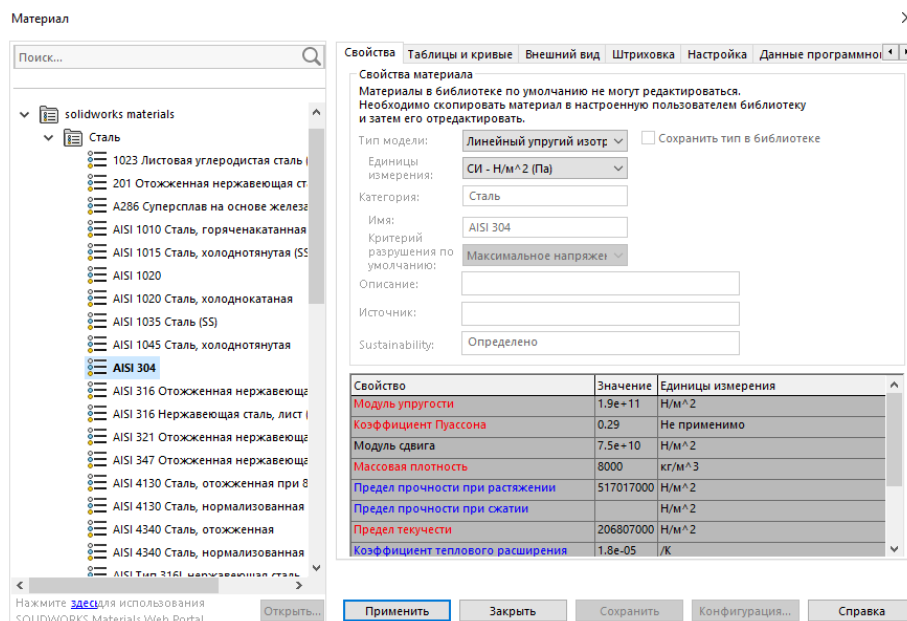 Материал
Поиск...
solidworks materials
Сталь
1023 Листовая углеродистая сталь (
201 Отожженная нержавеющая ст
A286 Суперсплав на основе железа
AISI 1010 Сталь, горяченакатанная
AISI 1015 Сталь, холоднотянутая (SS
AISI 1020
AISI 1020 Сталь, холоднокатаная
AISI 1035 Сталь (SS)
AISI 1045 Сталь, холоднотянутая
AISI 304
AISI 316 Отожженная нержавеюща
AISI 316 Нержавеющая сталь, лист (
AISI 321 Отожженная нержавеюща
AISI 347 Отожженная нержавеюща
AISI 4130 Сталь, отожженная при 8
AISI 4130 Сталь, нормализованная
AISI 4340 Сталь, отожженная
AISI 4340 Сталь, нормализованная
AISI Тип 316L нержавеющая сталь
Нажмите здесь для использования
SOLIDWORKS Materials Web Portal
Открыть...
Свойства Таблицы и кривые Внешний вид Штриховка Настройка Данные программног
Свойства материала
Материалы в библиотеке по умолчанию не могут редактироваться.
Необходимо скопировать материал в настроенную пользователем библиотеку
и затем его отредактировать.
Тип модели: Линейный упругий изотр Сохранить тип в библиотеке
Единицы
измерения: СИ - Н/м^2 (Па)
Категория: Сталь
Имя: AISI 304
Критерий
разрушения по
умолчанию: Максимальное напряжен
Описание:
Источник:
Sustainability: Определено
Свойство Значение Единицы измерения
Модуль упругости 1.9e+11 Н/м^2
Коэффициент Пуассона 0.29 Не применимо
Модуль сдвига 7.5e+10 Н/м^2
Массовая плотность 8000 кг/м^3
Предел прочности при растяжении 517017000 Н/м^2
Предел прочности при сжатии Н/м^2
Предел текучести 206807000 Н/м^2
Коэффициент теплового расширения 1.8e-05 /K
Применить Закрыть Сохранить Конфигурация... Справка